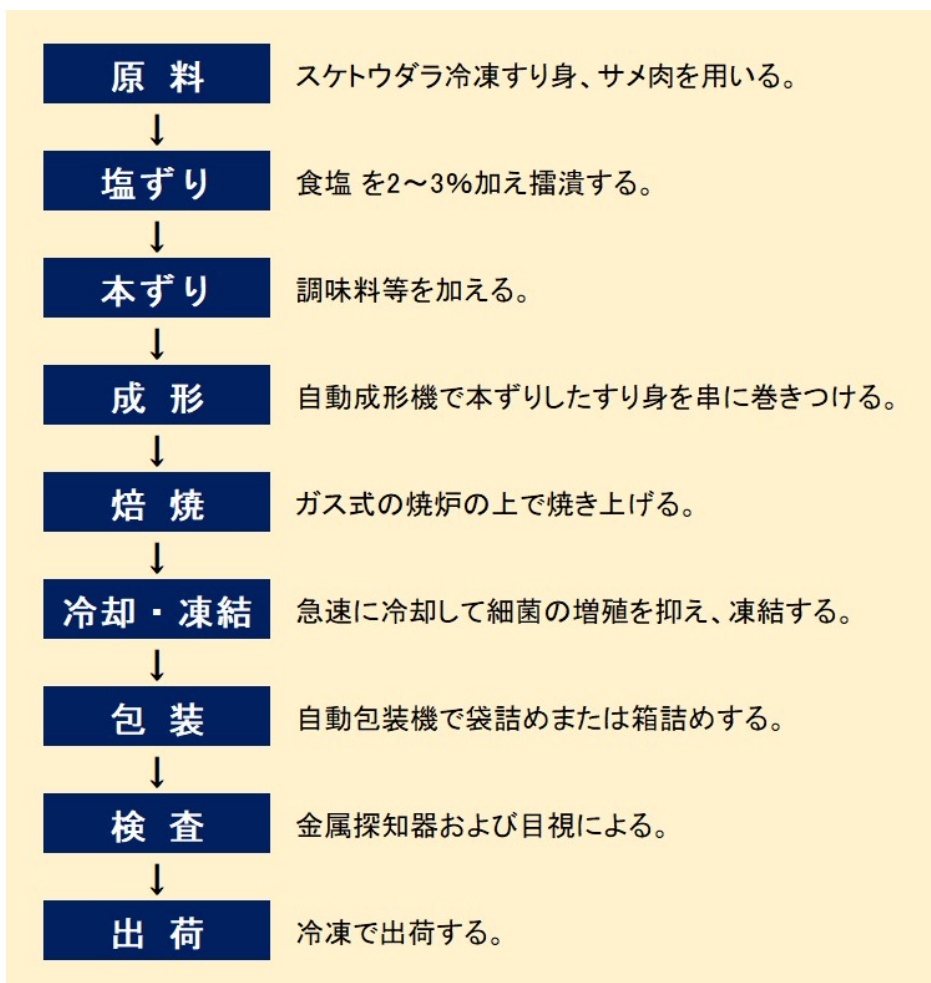 原料 スケトウダラ冷凍すり身、サメ肉を用いる。
↓
塩ずり 食塩 を2～3%加え擂潰する。
↓
本ずり 調味料等を加える。
↓
成形 自動成形機で本ずりしたすり身を串に巻きつける。
↓
焙焼 ガス式の焼炉の上で焼き上げる。
↓
冷却・凍結 急速に冷却して細菌の増殖を抑え、凍結する。
↓
包装 自動包装機で袋詰めまたは箱詰めする。
↓
検査 金属探知器および目視による。
↓
出荷 冷凍で出荷する。